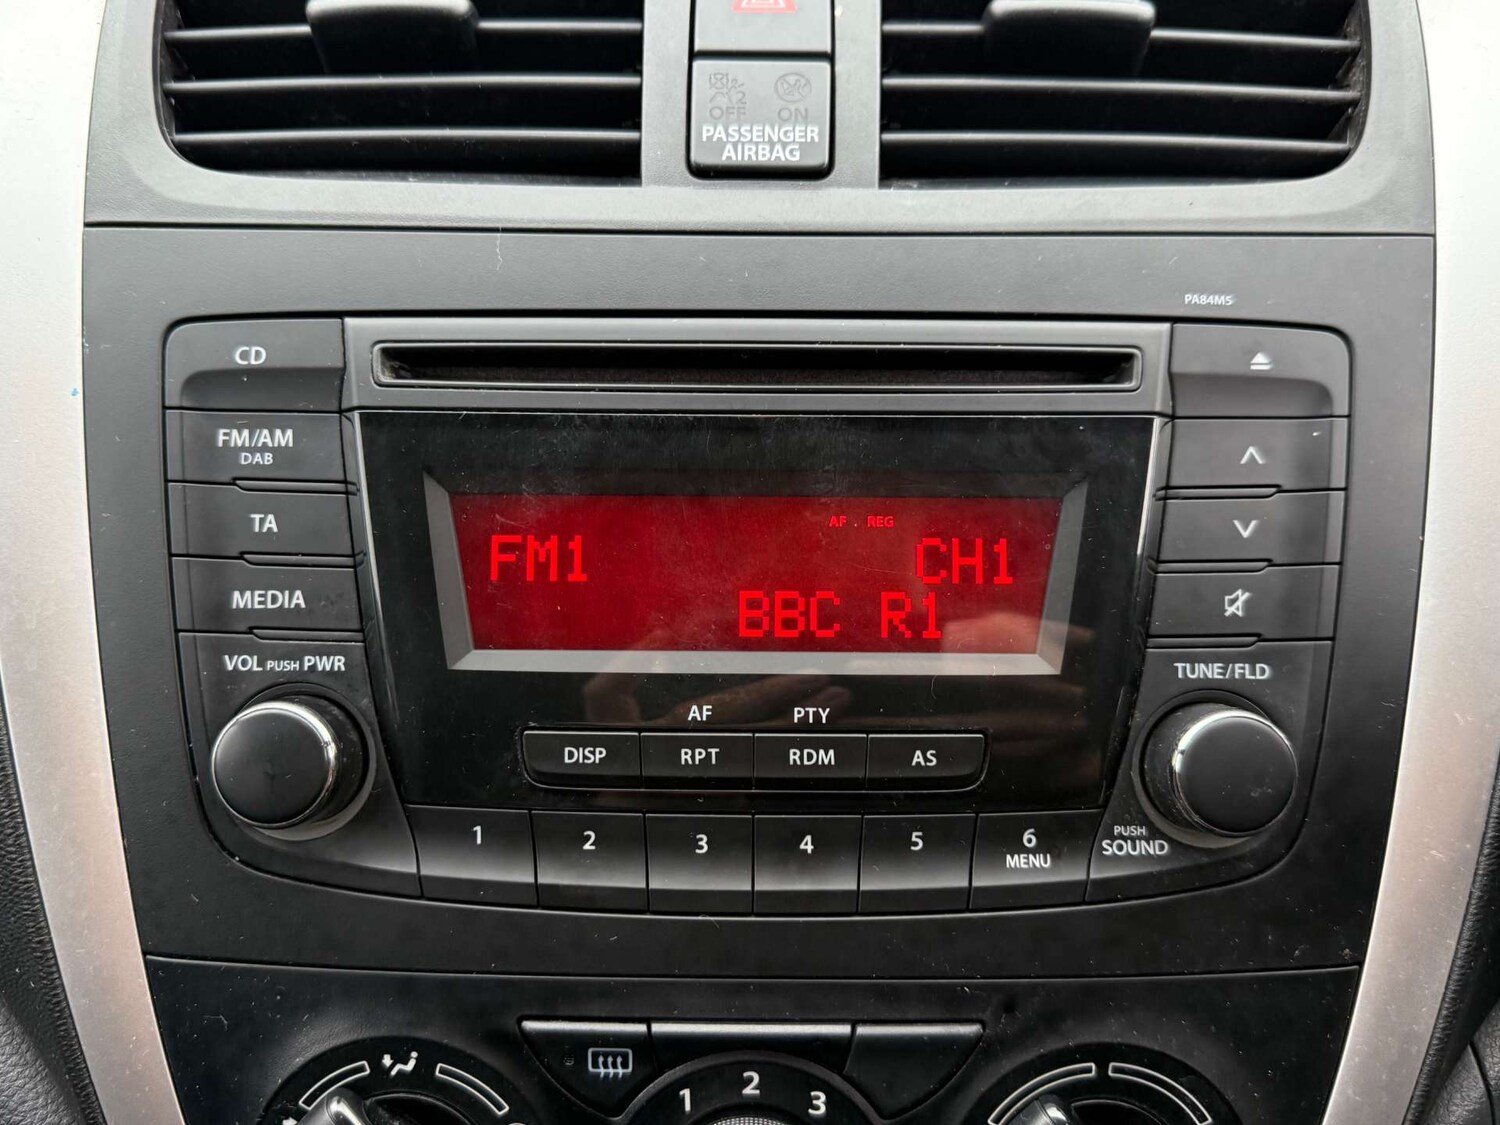 OFF ON
PASSENGER
AIRBAG
PA84M5
CD
FM/AM
DAB
TA
MEDIA
VOL PUSH PWR
AF . REG
FM1 CH1
BBC R1
TUNE/FLD
AF PTY
DISP RPT RDM AS
1 2 3 4 5 6
MENU
PUSH
SOUND
1 2 3